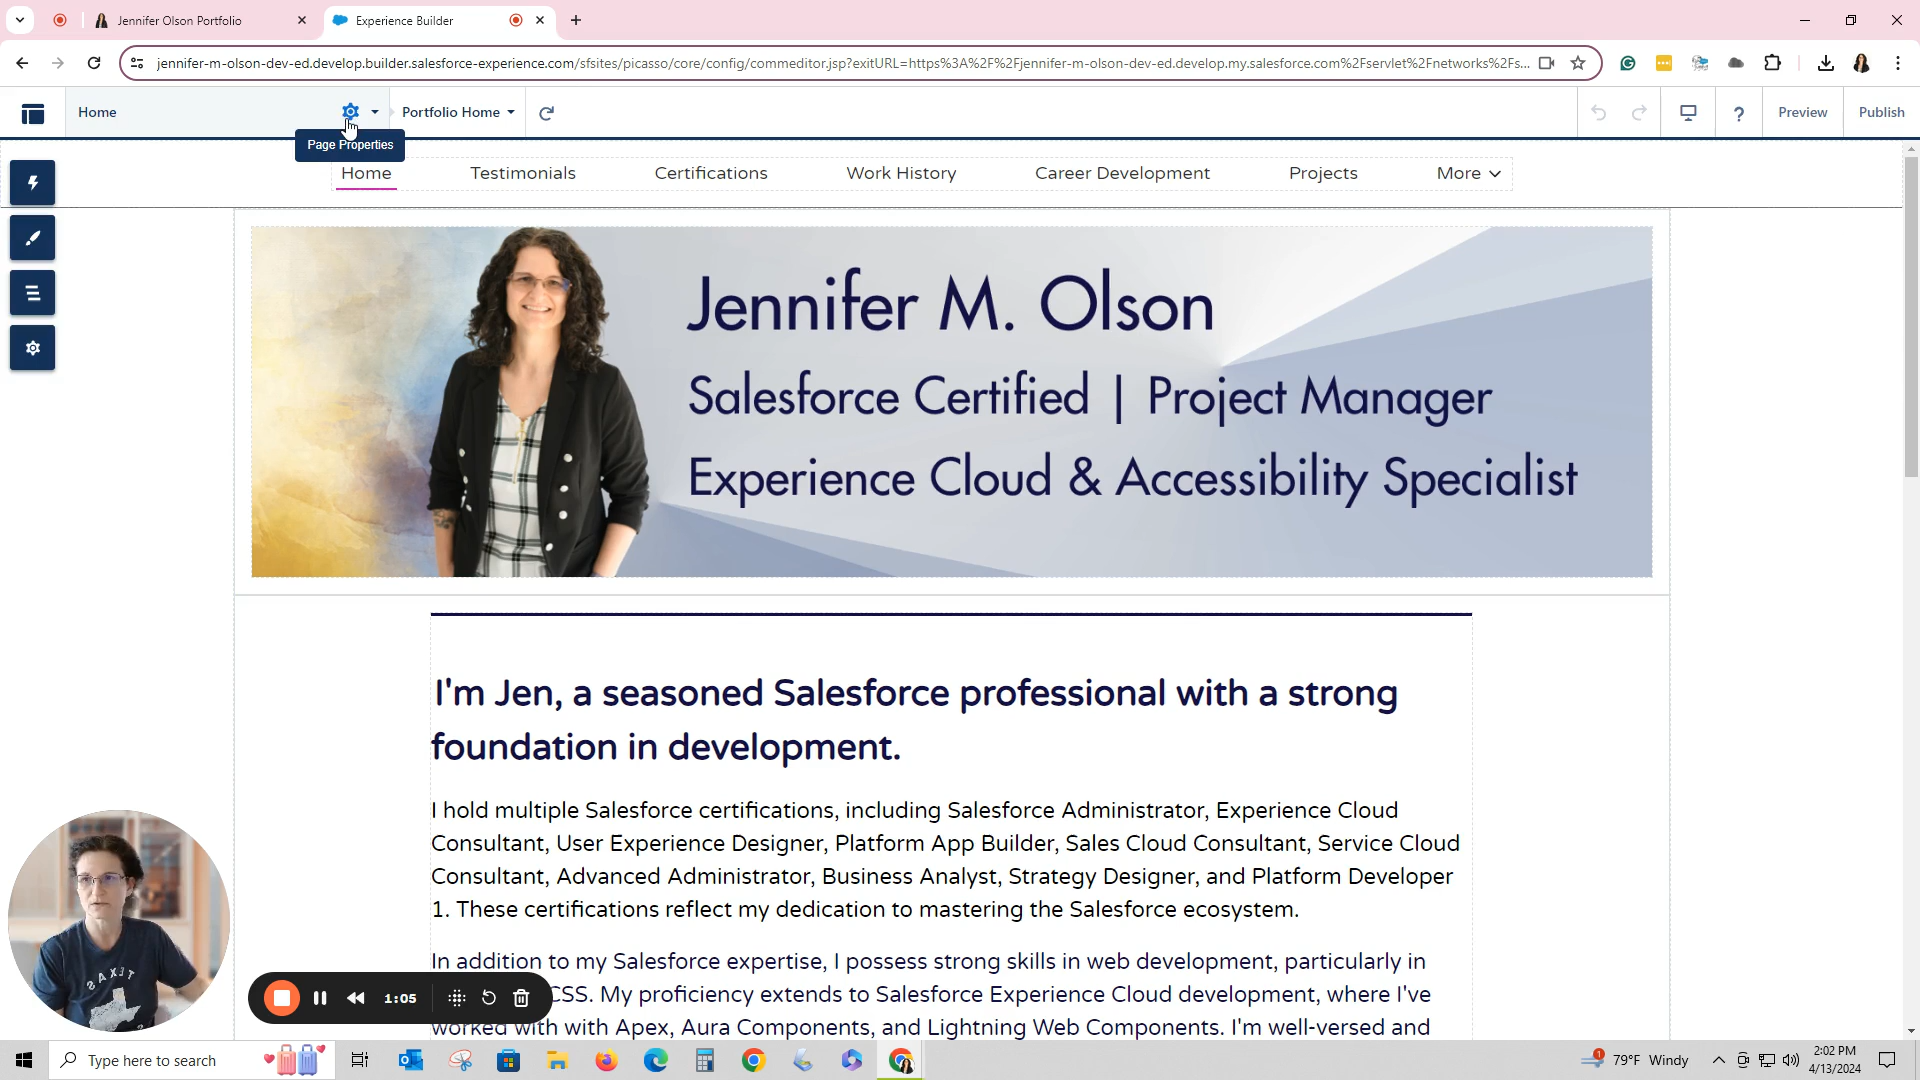 Jennifer Olson Portfolio
Experience Builder
jennifer-m-olson-dev-ed.develop.builder.salesforce-experience.com/sfsites/picasso/core/config/commeditor.jsp?exitURL=https%3A%2F%2Fjennifer-m-olson-dev-ed.develop.my.salesforce.com%2Fservlet%2Fnetworks%2Fs...
Home
Portfolio Home
? Preview Publish
Page Properties
Home Testimonials Certifications Work History Career Development Projects More
Jennifer M. Olson
Salesforce Certified | Project Manager
Experience Cloud & Accessibility Specialist
I'm Jen, a seasoned Salesforce professional with a strong
foundation in development.
I hold multiple Salesforce certifications, including Salesforce Administrator, Experience Cloud
Consultant, User Experience Designer, Platform App Builder, Sales Cloud Consultant, Service Cloud
Consultant, Advanced Administrator, Business Analyst, Strategy Designer, and Platform Developer
1. These certifications reflect my dedication to mastering the Salesforce ecosystem.
In addition to my Salesforce expertise, I possess strong skills in web development, particularly in
CSS. My proficiency extends to Salesforce Experience Cloud development, where I've
worked with with Apex, Aura Components, and Lightning Web Components. I'm well-versed and
TEXAS
1:05
Type here to search
1
79°F Windy
2:02 PM
4/13/2024